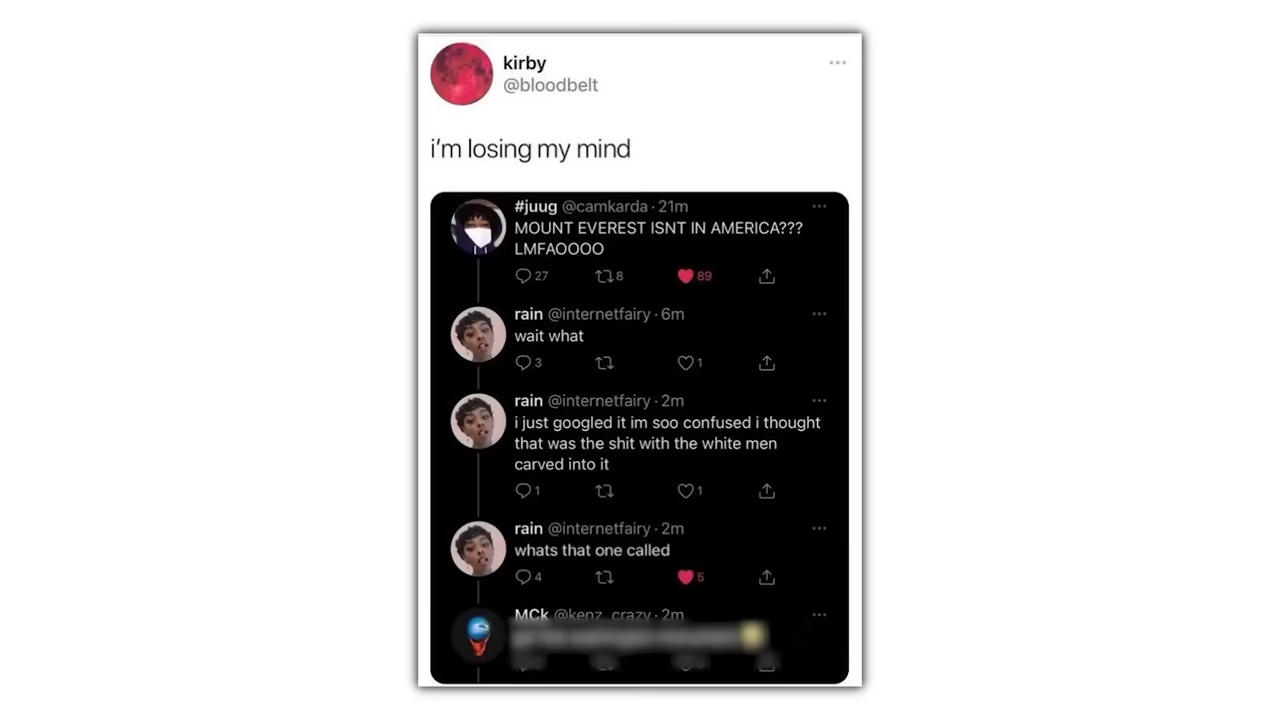 kirby
@bloodbelt
i'm losing my mind
#juug @camkarda · 21m
MOUNT EVEREST ISNT IN AMERICA???
LMFAOOOO
27 8 89
rain @internetfairy · 6m
wait what
3 1
rain @internetfairy · 2m
i just googled it im soo confused i thought
that was the shit with the white men
carved into it
1 1
rain @internetfairy · 2m
whats that one called
4 5
MCk @kenz_crazy · 2m